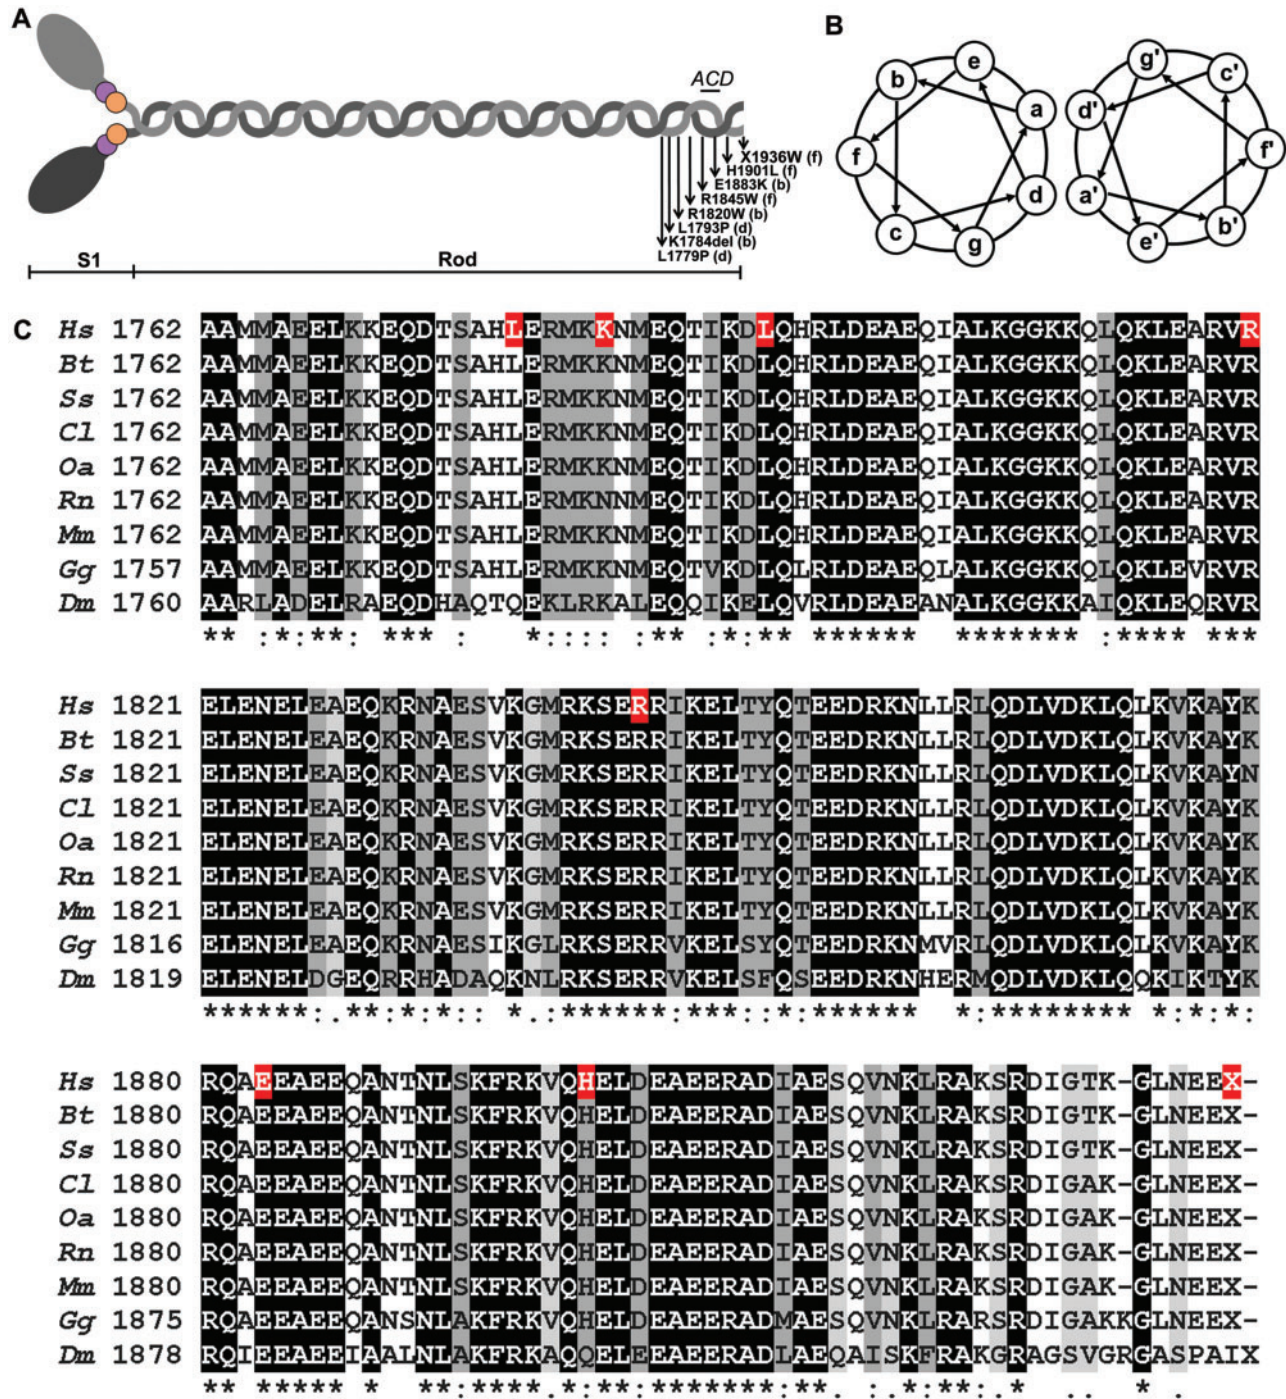 A
B
ACD
X1936W (f)
H1901L (f)
E1883K (b)
R1845W (f)
R1820W (b)
L1793P (d)
K1784del (b)
L1779P (d)
S1 Rod
e
b
a
f
d
c
g
g'
c'
d'
f'
a'
b'
e'
C
Hs 1762 AAMMAEELKKEQDTSAHLERMKKNMEQTIKDLQHRLDEAEQIALKGGKKQLQKLEARVR
Bt 1762 AAMMAEELKKEQDTSAHLERMKKNMEQTIKDLQHRLDEAEQIALKGGKKQLQKLEARVR
Ss 1762 AAMMAEELKKEQDTSAHLERMKKNMEQTIKDLQHRLDEAEQIALKGGKKQLQKLEARVR
Cl 1762 AAMMAEELKKEQDTSAHLERMKKNMEQTIKDLQHRLDEAEQIALKGGKKQLQKLEARVR
Oa 1762 AAMMAEELKKEQDTSAHLERMKKNMEQTIKDLQHRLDEAEQIALKGGKKQLQKLEARVR
Rn 1762 AAMMAEELKKEQDTSAHLERMKNNMEQTIKDLQHRLDEAEQIALKGGKKQLQKLEARVR
Mm 1762 AAMMAEELKKEQDTSAHLERMKKNMEQTIKDLQHRLDEAEQIALKGGKKQLQKLEARVR
Gg 1757 AAMMAEELKKEQDTSAHLERMKKNMEQTVKDLQLRLDEAEQLALKGGKKQLQKLEVRVR
Dm 1760 AARLADELRAEQDHAQTQEKLRKALEQQIKELQVRLDEAEANALKGGKKAIQKLEQRVR
** :*:**: *** : *:::: :** :*:** ****** *******  :**** ***
Hs 1821 ELENELEAEQKRNAESVKGMRKSERRIKELTYQTEEDRKNLLRLQDLVDKLQLKVKAYK
Bt 1821 ELENELEAEQKRNAESVKGMRKSERRIKELTYQTEEDRKNLLRLQDLVDKLQLKVKAYK
Ss 1821 ELENELEAEQKRNAESVKGMRKSERRIKELTYQTEEDRKNLLRLQDLVDKLQLKVKAYN
Cl 1821 ELENELEAEQKRNAESVKGMRKSERRIKELTYQTEEDRKNLLRLQDLVDKLQLKVKAYK
Oa 1821 ELENELEAEQKRNAESVKGMRKSERRIKELTYQTEEDRKNLLRLQDLVDKLQLKVKAYK
Rn 1821 ELENELEAEQKRNAESVKGMRKSERRIKELTYQTEEDRKNLLRLQDLVDKLQLKVKAYK
Mm 1821 ELENELEAEQKRNAESVKGMRKSERRIKELTYQTEEDRKNLLRLQDLVDKLQLKVKAYK
Gg 1816 ELENELEAEQKRNAESIKGLRKSERRVKELSYQTEEDRKNMVRLQDLVDKLQLKVKAYK
Dm 1819 ELENELDGEQRRHADAQKNLRKSERRVKELSFQSEEDRKNHERMQDLVDKLQQKIKTYK
******:.**:*:*:: *.:******:***::*:****** *:********* *:*:*:
Hs 1880 RQAEEAEEQANTNLSKFRKVQHELDEAEERADIAESQVNKLRAKSRDIGTK-GLNEEX-
Bt 1880 RQAEEAEEQANTNLSKFRKVQHELDEAEERADIAESQVNKLRAKSRDIGTK-GLNEEX-
Ss 1880 RQAEEAEEQANTNLSKFRKVQHELDEAEERADIAESQVNKLRAKSRDIGTK-GLNEEX-
Cl 1880 RQAEEAEEQANTNLSKFRKVQHELDEAEERADIAESQVNKLRAKSRDIGAK-GLNEEX-
Oa 1880 RQAEEAEEQANTNLSKFRKVQHELDEAEERADIAESQVNKLRAKSRDIGAK-GLNEEX-
Rn 1880 RQAEEAEEQANTNLSKFRKVQHELDEAEERADIAESQVNKLRAKSRDIGAK-GLNEEX-
Mm 1880 RQAEEAEEQANTNLSKFRKVQHELDEAEERADIAESQVNKLRAKSRDIGAK-GLNEEX-
Gg 1875 RQAEEAEEQANSNLAKFRKVQHELDEAEERADMAESQVNKLRARSRDIGAKKGLNEEX-
Dm 1878 RQIEEAEEIAALNLAKFRKAQQELEEAEERADLAEQAISKFRAKGRAGSVGRGASPAIX
** ***** * **:****.*:**:*******:**. :.*:**:.* .. * .